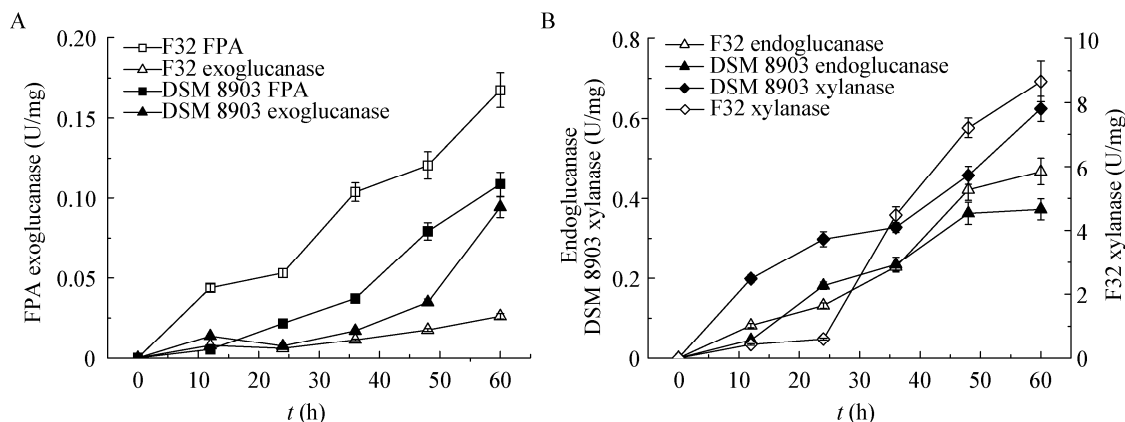 A
FPA exoglucanase (U/mg)
0.20
0.15
0.10
0.05
0
F32 FPA
F32 exoglucanase
DSM 8903 FPA
DSM 8903 exoglucanase
0 10 20 30 40 50 60
t (h)
B
Endoglucanase
DSM 8903 xylanase (U/mg)
0.8
0.6
0.4
0.2
0
F32 endoglucanase
DSM 8903 endoglucanase
DSM 8903 xylanase
F32 xylanase
10
8
6
4
2
0
F32 xylanase (U/mg)
0 10 20 30 40 50 60
t (h)